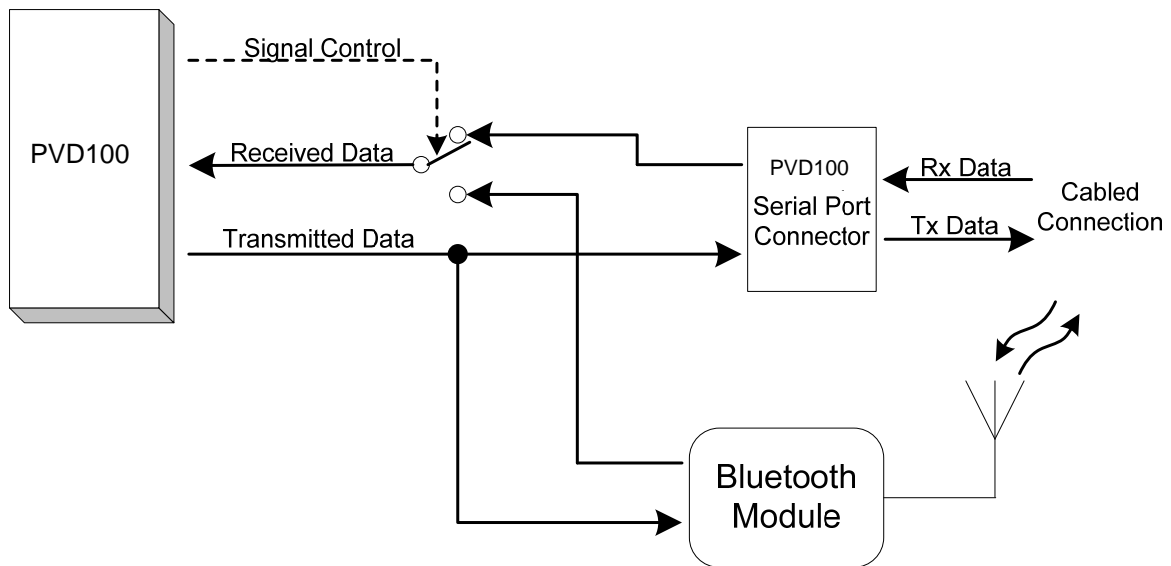 Signal Control
PVD100
Received Data
Transmitted Data
PVD100
Serial Port
Connector
Rx Data
Tx Data
Cabled
Connection
Bluetooth
Module